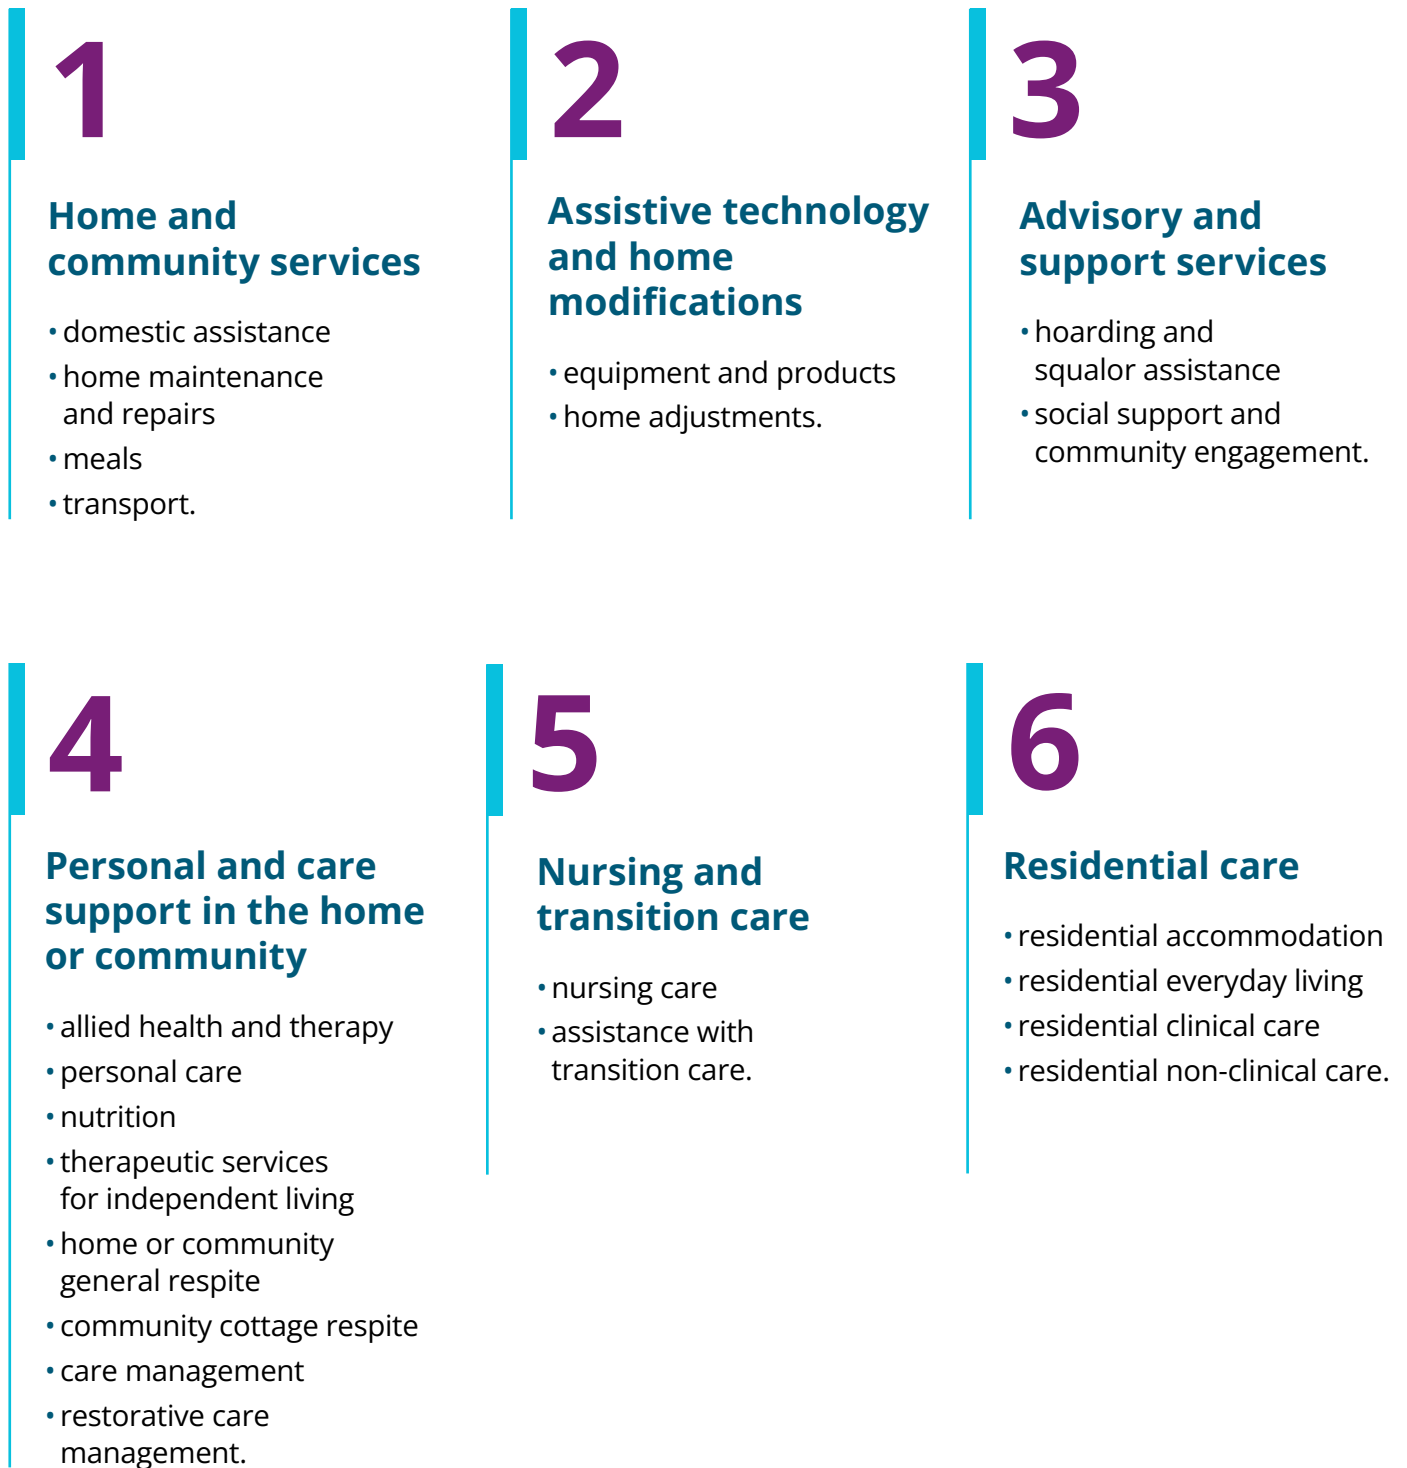 1
Home and
community services
• domestic assistance
• home maintenance
and repairs
• meals
• transport.
2
Assistive technology
and home
modifications
• equipment and products
• home adjustments.
3
Advisory and
support services
• hoarding and
squalor assistance
• social support and
community engagement.
4
Personal and care
support in the home
or community
• allied health and therapy
• personal care
• nutrition
• therapeutic services
for independent living
• home or community
general respite
• community cottage respite
• care management
• restorative care
management.
5
Nursing and
transition care
• nursing care
• assistance with
transition care.
6
Residential care
• residential accommodation
• residential everyday living
• residential clinical care
• residential non-clinical care.